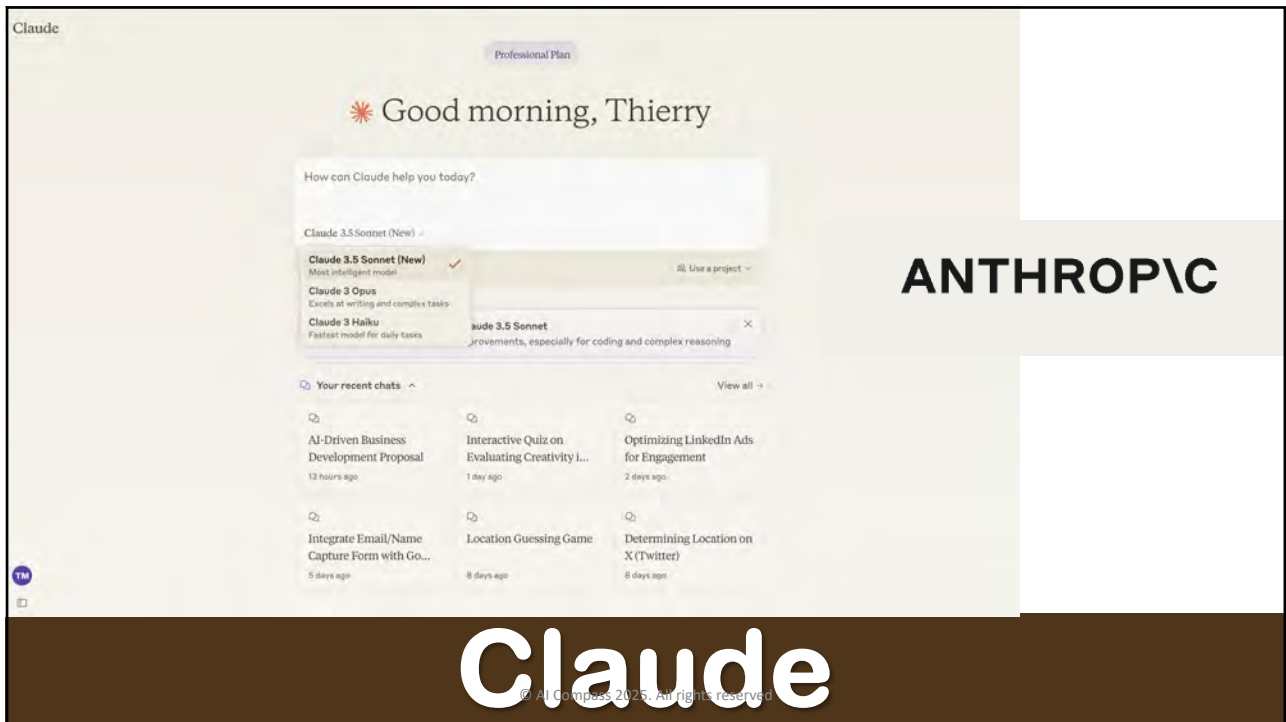 Claude
Professional Plan
Good morning, Thierry
How can Claude help you today?
Claude 3.5 Sonnet (New)
Claude 3.5 Sonnet (New)
Most intelligent model
Use a project
Claude 3 Opus
Excels at writing and complex tasks
Claude 3 Haiku
Fastest model for daily tasks
aude 3.5 Sonnet
provements, especially for coding and complex reasoning
ANTHROP\C
Your recent chats
View all →
AI-Driven Business
Development Proposal
13 hours ago
Interactive Quiz on
Evaluating Creativity i...
1 day ago
Optimizing LinkedIn Ads
for Engagement
2 days ago
Integrate Email/Name
Capture Form with Go...
5 days ago
Location Guessing Game
8 days ago
Determining Location on
X (Twitter)
8 days ago
TM
Claude
© AI Compass 2025. All rights reserved